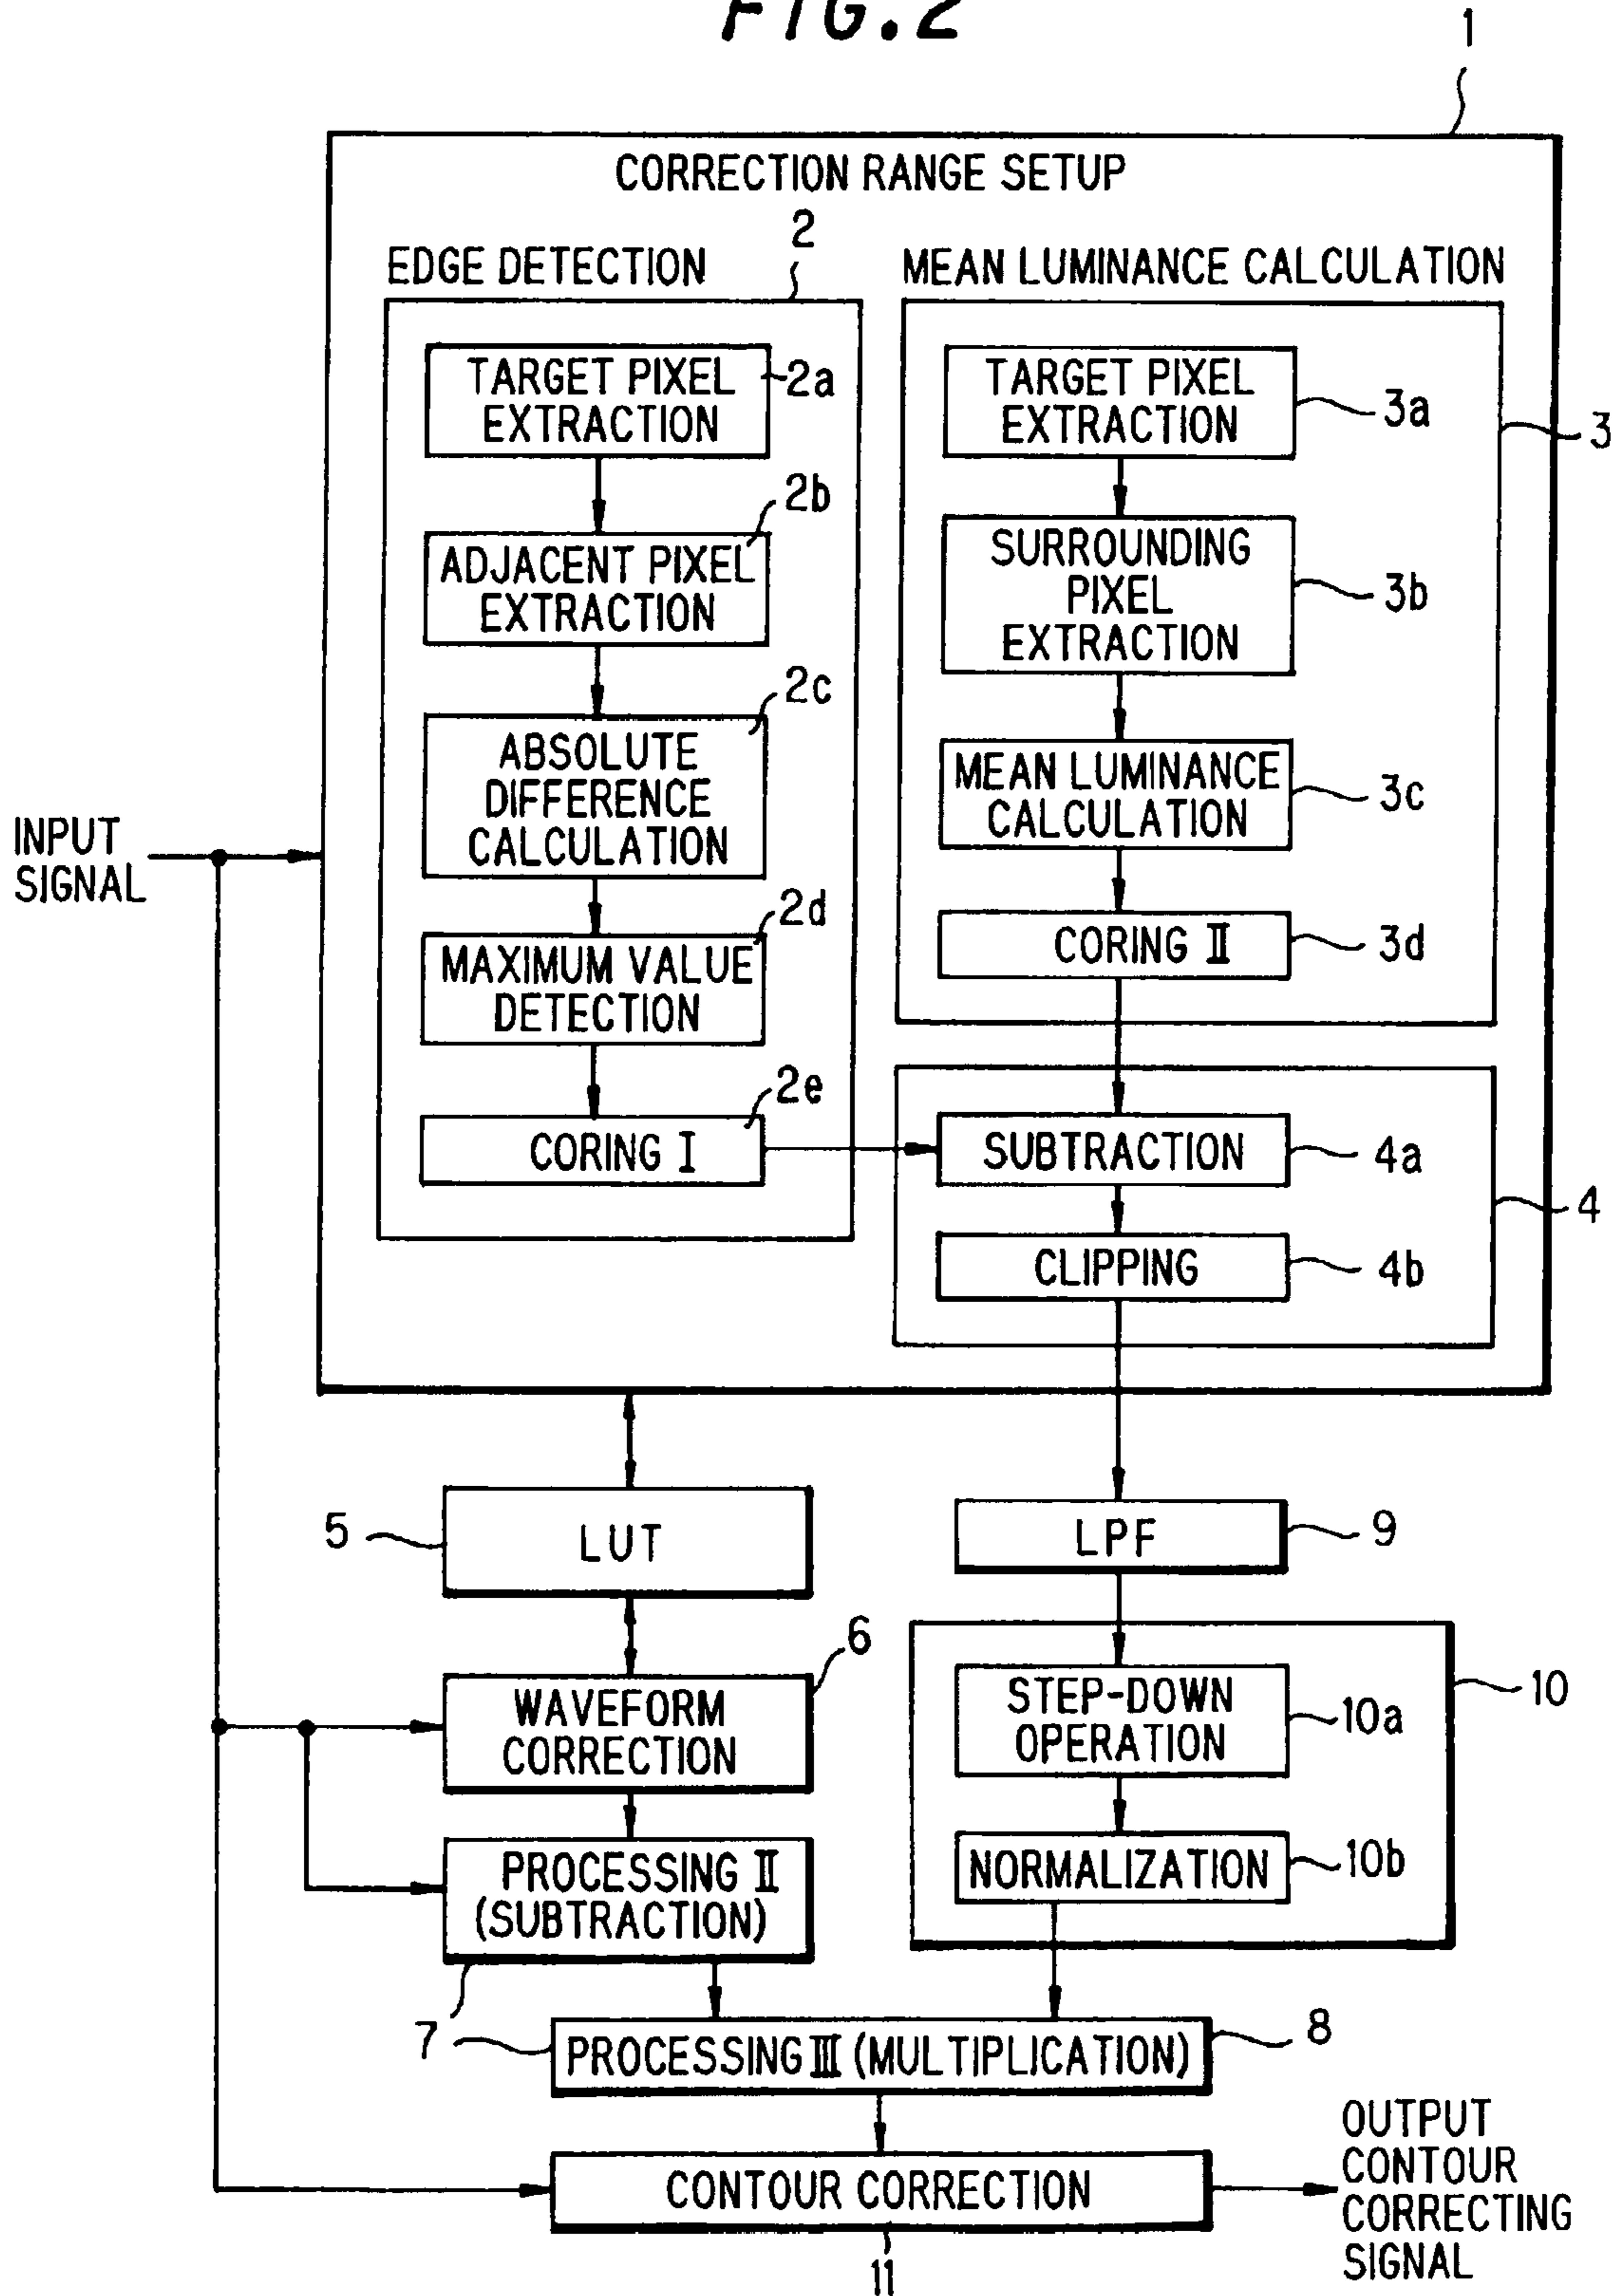 FIG.2
1
CORRECTION RANGE SETUP
2
EDGE DETECTION
MEAN LUMINANCE CALCULATION
TARGET PIXEL
EXTRACTION
2a
TARGET PIXEL
EXTRACTION
3a
3
2b
ADJACENT PIXEL
EXTRACTION
SURROUNDING
PIXEL
EXTRACTION
3b
2c
ABSOLUTE
DIFFERENCE
CALCULATION
MEAN LUMINANCE
CALCULATION
3c
INPUT
SIGNAL
2d
MAXIMUM VALUE
DETECTION
CORING II
3d
2e
CORING I
SUBTRACTION
4a
4
CLIPPING
4b
5
LUT
LPF
9
6
WAVEFORM
CORRECTION
STEP-DOWN
OPERATION
10a
10
PROCESSING II
(SUBTRACTION)
NORMALIZATION
10b
7
PROCESSING III (MULTIPLICATION)
8
CONTOUR CORRECTION
11
OUTPUT
CONTOUR
CORRECTING
SIGNAL